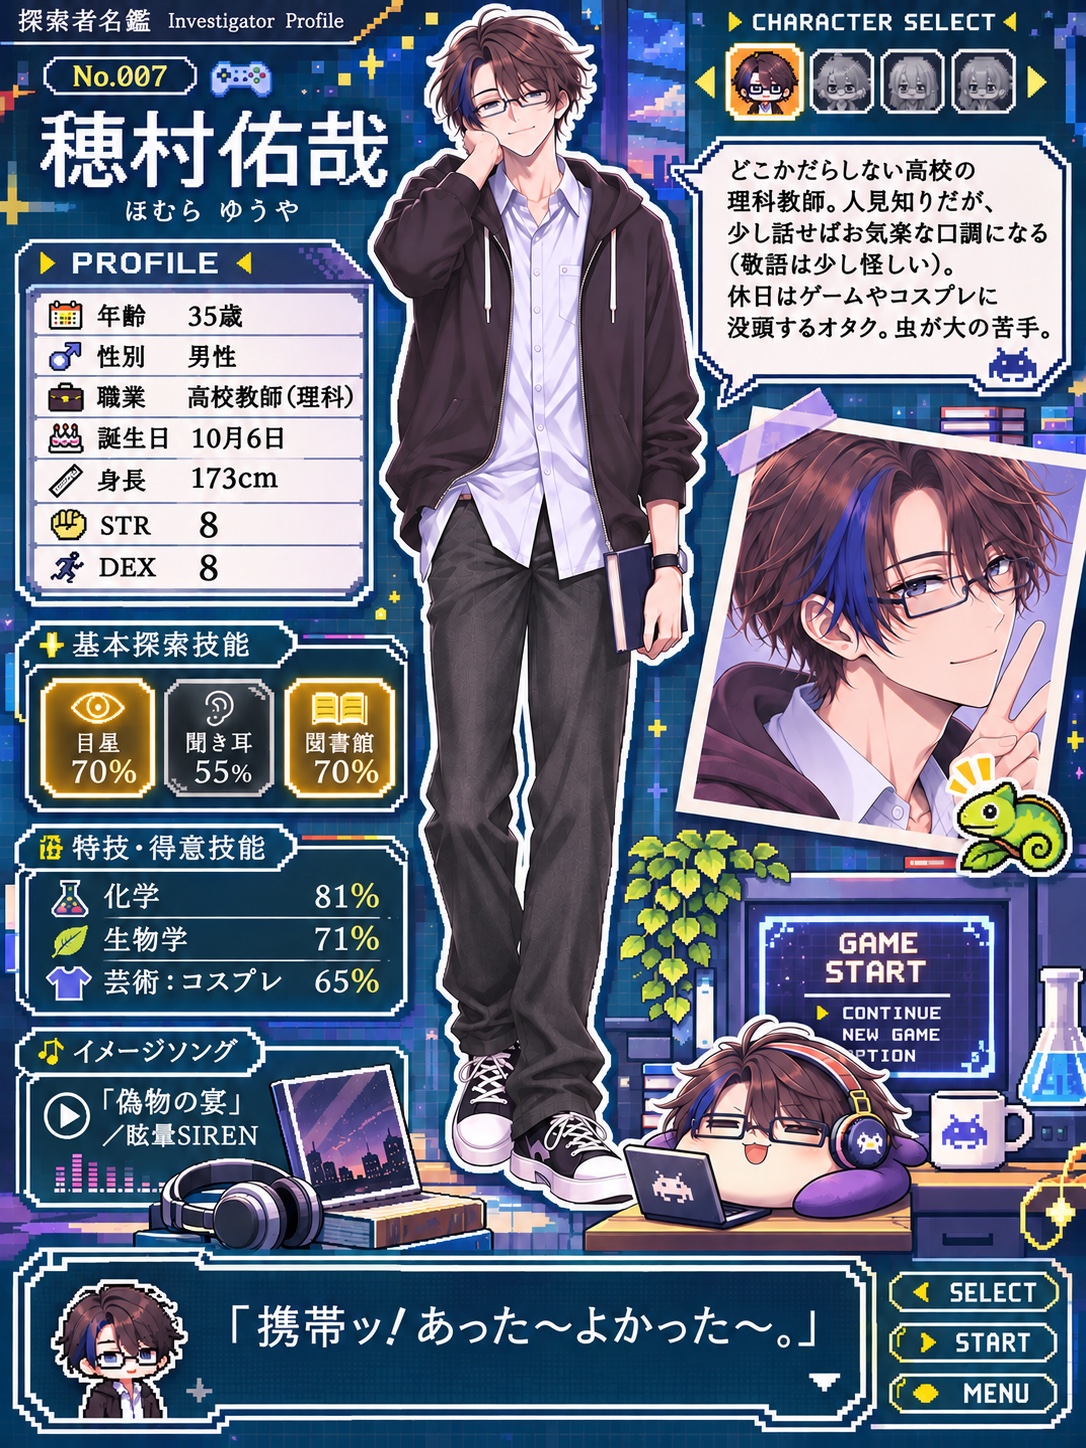 探索者名鑑 Investigator Profile
No.007
穂村佑哉
ほむら ゆうや
PROFILE
年齢 35歳
性別 男性
職業 高校教師(理科)
誕生日 10月6日
身長 173cm
STR 8
DEX 8
基本探索技能
目星 70%
聞き耳 55%
図書館 70%
特技・得意技能
化学 81%
生物学 71%
芸術:コスプレ 65%
イメージソング
「偽物の宴」
/眩暈SIREN
CHARACTER SELECT
どこかだらしない高校の
理科教師。人見知りだが、
少し話せばお気楽な口調になる
(敬語は少し怪しい)。
休日はゲームやコスプレに
没頭するオタク。虫が大の苦手。
GAME
START
CONTINUE
NEW GAME
OPTION
「携帯ッ!あった〜よかった〜。」
SELECT
START
MENU